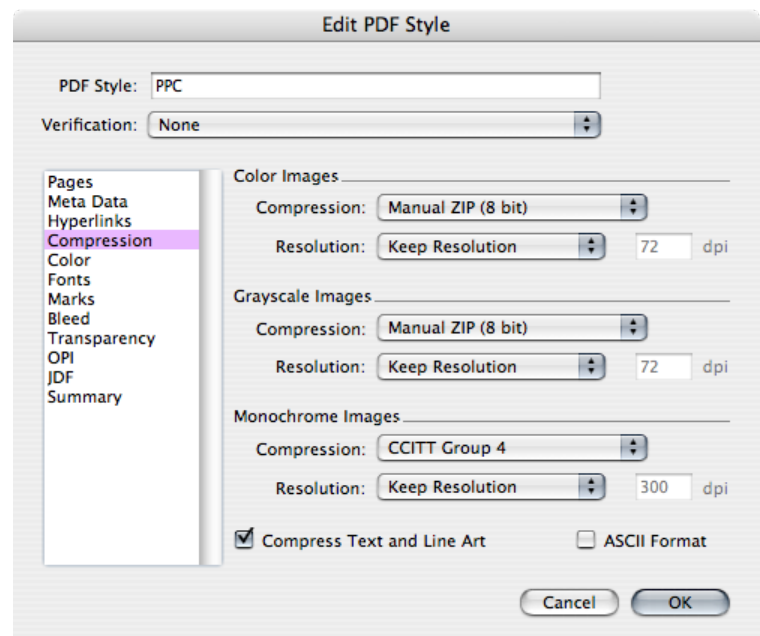 Edit PDF Style
PDF Style: PPC
Verification: None
Pages
Meta Data
Hyperlinks
Compression
Color
Fonts
Marks
Bleed
Transparency
OPI
JDF
Summary
Color Images
Compression: Manual ZIP (8 bit)
Resolution: Keep Resolution 72 dpi
Grayscale Images
Compression: Manual ZIP (8 bit)
Resolution: Keep Resolution 72 dpi
Monochrome Images
Compression: CCITT Group 4
Resolution: Keep Resolution 300 dpi
Compress Text and Line Art ASCII Format
Cancel OK